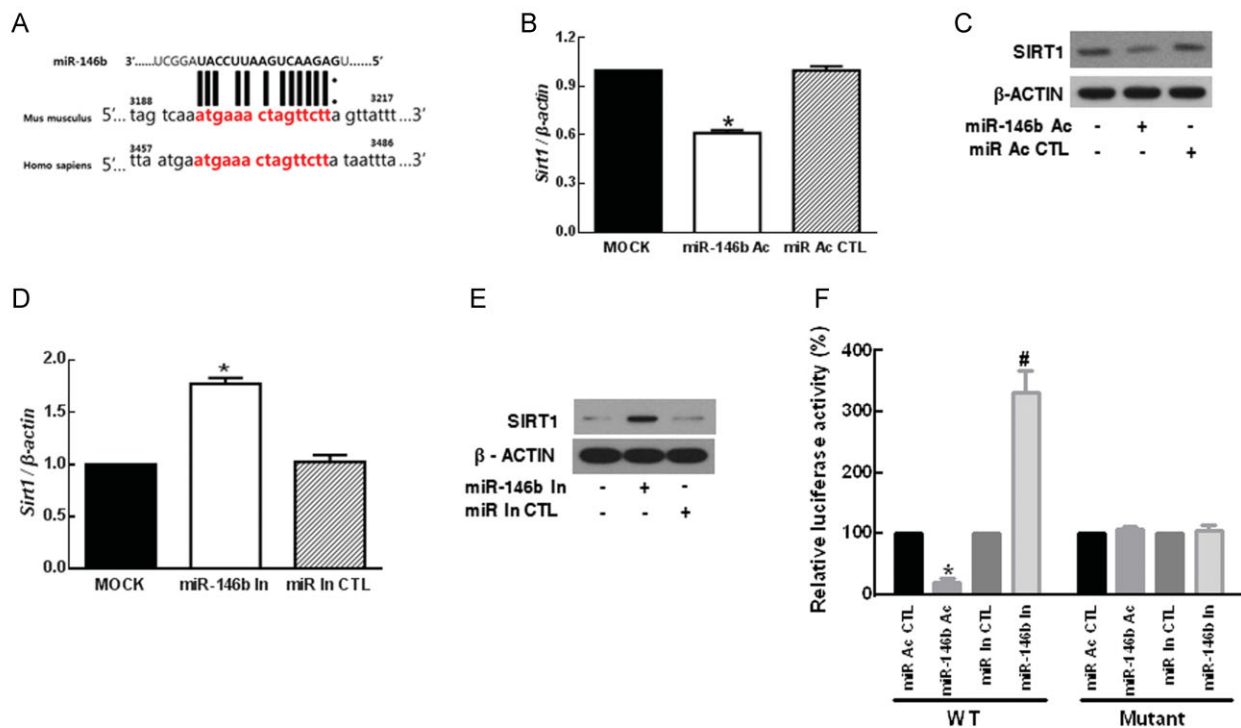 A
miR-146b 3'......UCGGAUACCUUAAGUCAAGAGU......5'
3188 3217
Mus musculus 5'... tag tcaaatgaaac tagttctta gttattt ...3'
3457 3486
Homo sapiens 5'... tta atgaatgaaac tagttctta taattta ...3'
B
Sirt1 / β-actin
1.2
0.9
0.6
0.3
0.0
*
MOCK miR-146b Ac miR Ac CTL
C
SIRT1
β-ACTIN
miR-146b Ac - + -
miR Ac CTL - - +
D
Sirt1 / β-actin
2.0
1.5
1.0
0.5
0.0
*
MOCK miR-146b In miR In CTL
E
SIRT1
β - ACTIN
miR-146b In - + -
miR In CTL - - +
F
Relative luciferase activity (%)
400
300
200
100
0
*
#
miR Ac CTL
miR-146b Ac
miR In CTL
miR-146b In
miR Ac CTL
miR-146b Ac
miR In CTL
miR-146b In
WT Mutant